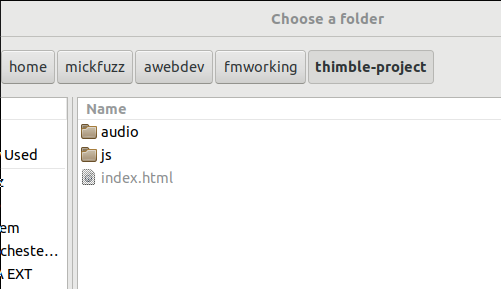 Choose a folder
home mickfuzz awebdev fmworking thimble-project
Name
audio
js
Used
index.html
em
cheste...
EXT